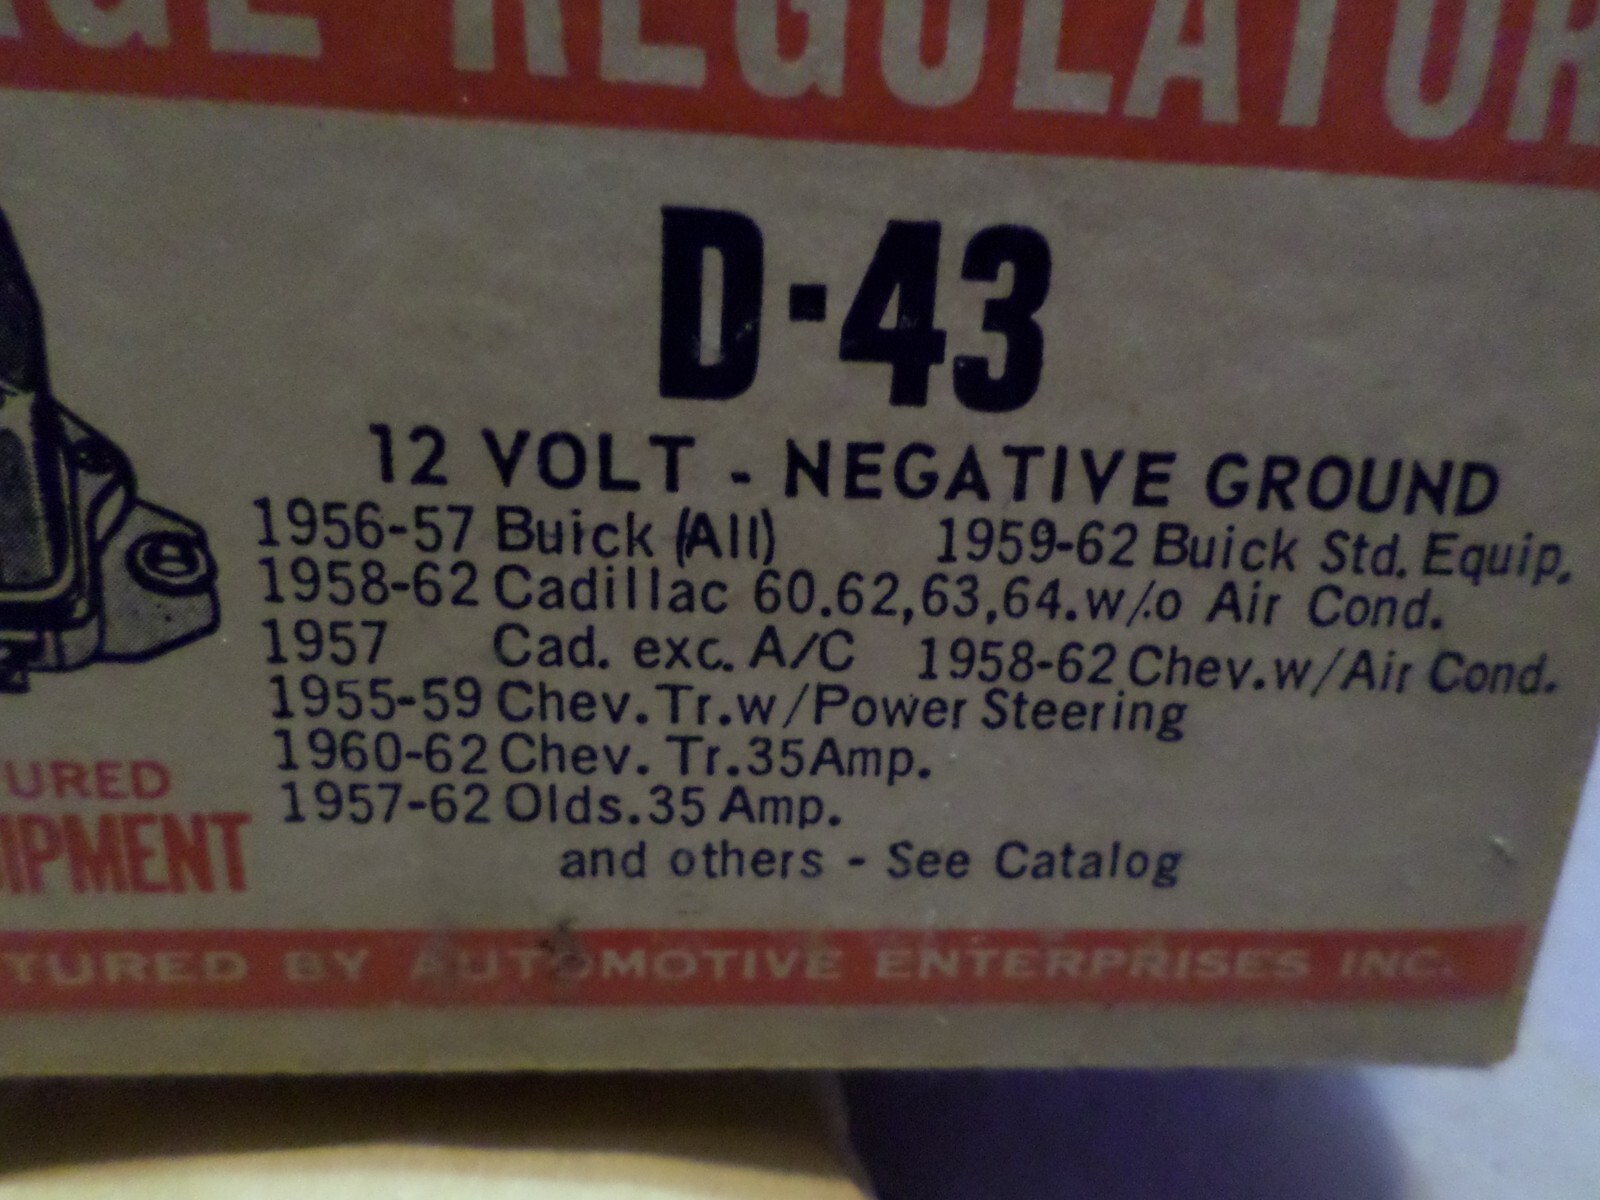 AGE REGULATOR
D-43
12 VOLT - NEGATIVE GROUND
1956-57 Buick (All) 1959-62 Buick Std. Equip.
1958-62 Cadillac 60.62,63,64.w/o Air Cond.
1957 Cad. exc. A/C 1958-62 Chev.w/Air Cond.
1955-59 Chev.Tr.w/Power Steering
1960-62 Chev. Tr.35Amp.
1957-62 Olds.35 Amp.
and others - See Catalog
URED
IPMENT
TURED BY AUTOMOTIVE ENTERPRISES INC.